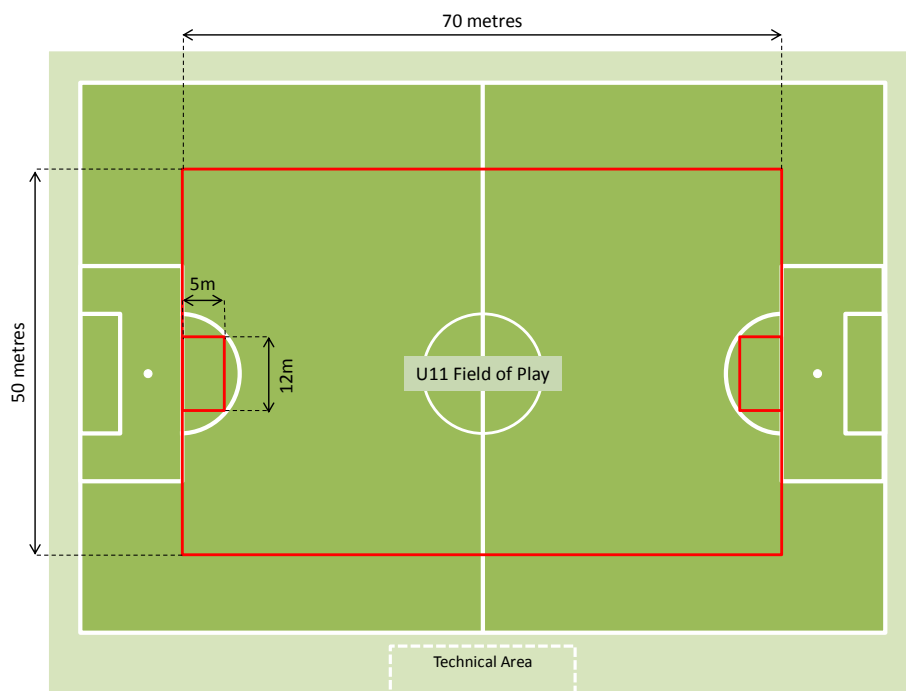 70 metres
5m
50 metres
12m
U11 Field of Play
Technical Area